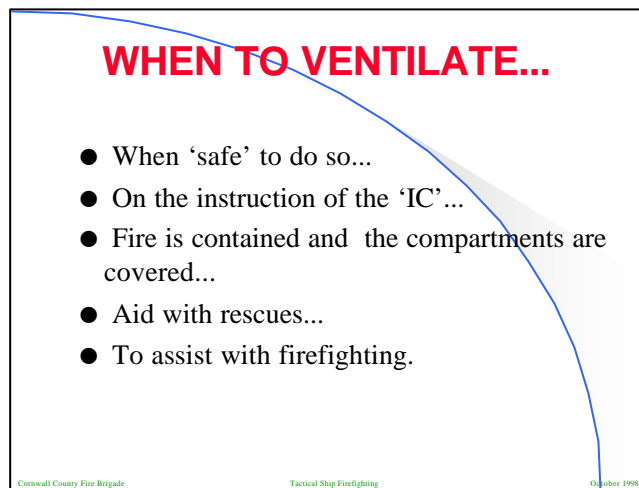 WHEN TO VENTILATE...
● When ‘safe’ to do so...
● On the instruction of the ‘IC’...
● Fire is contained and the compartments are
covered...
● Aid with rescues...
● To assist with firefighting.
Cornwall County Fire Brigade Tactical Ship Firefighting October 1998